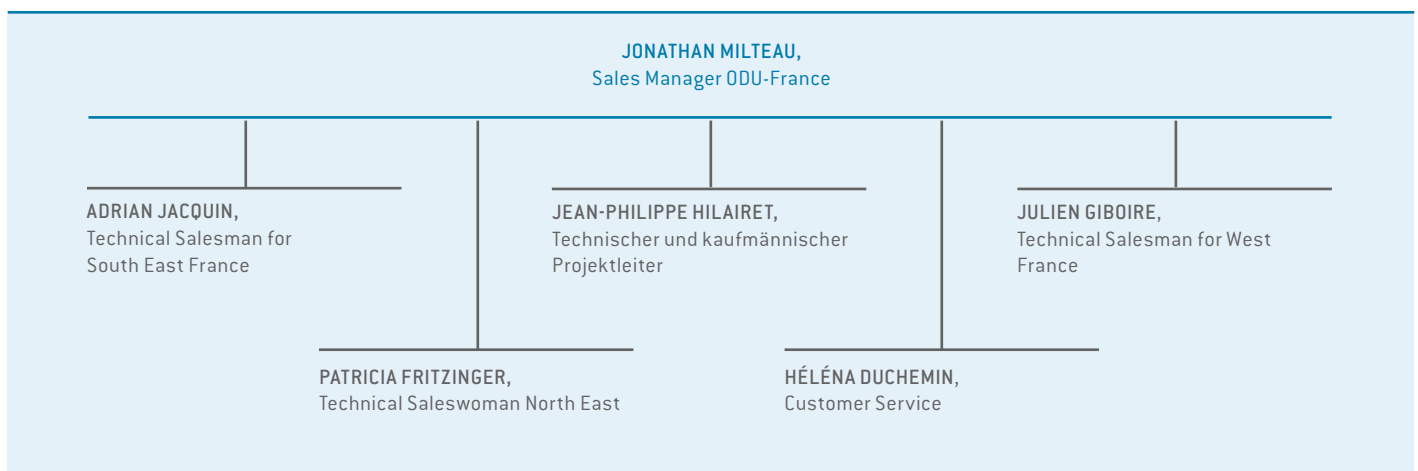 JONATHAN MILTEAU,
Sales Manager ODU-France
ADRIAN JACQUIN,
Technical Salesman for
South East France
JEAN-PHILIPPE HILAIRET,
Technischer und kaufmännischer
Projektleiter
JULIEN GIBOIRE,
Technical Salesman for West
France
PATRICIA FRITZINGER,
Technical Saleswoman North East
HÉLÉNA DUCHEMIN,
Customer Service